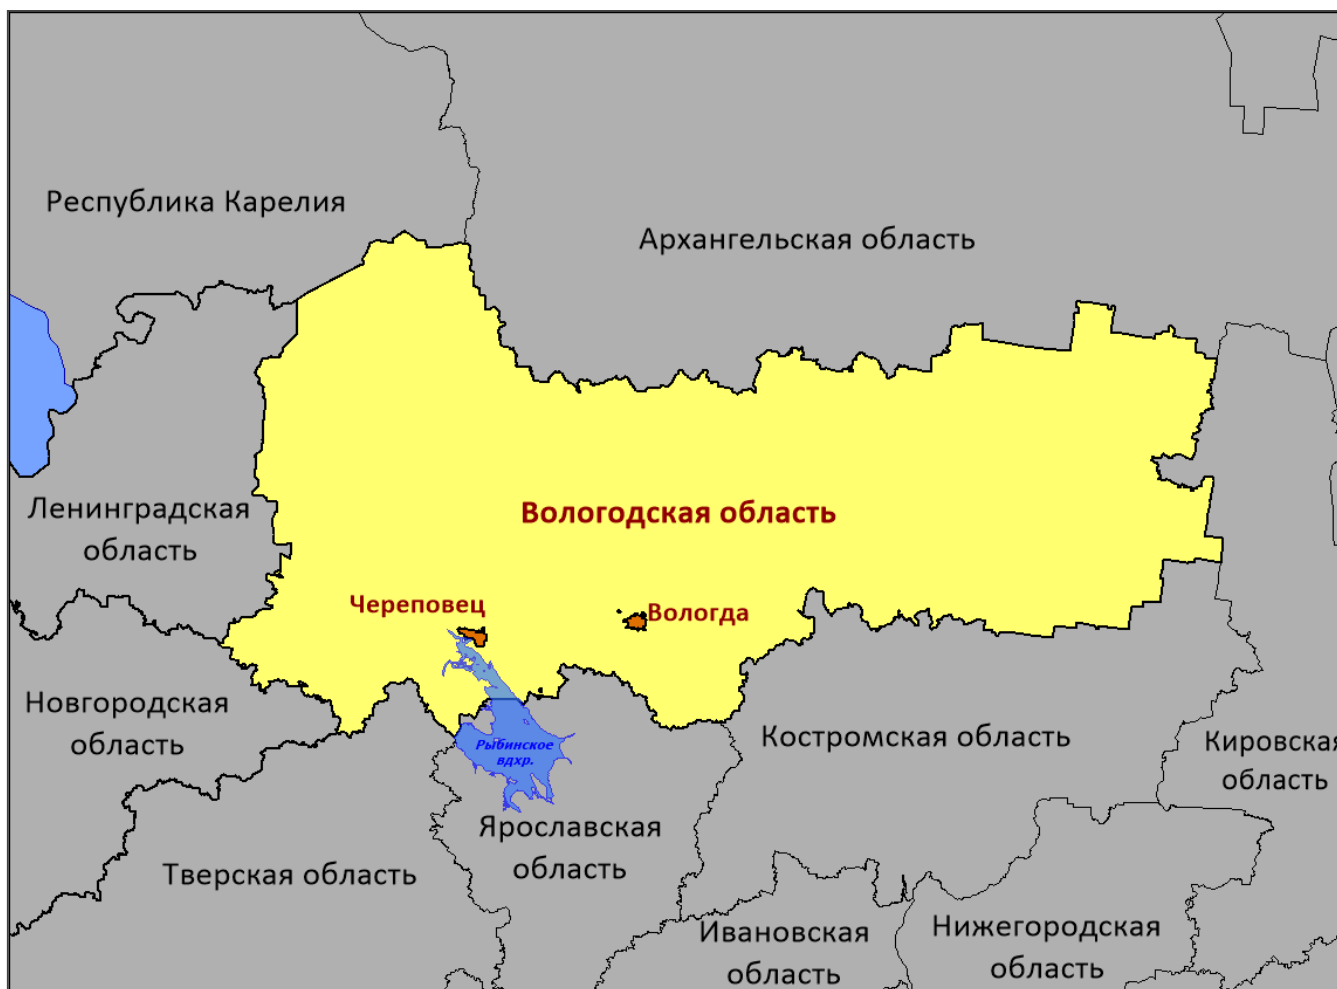 Республика Карелия
Архангельская область
Ленинградская
область
Вологодская область
Череповец
Вологда
Новгородская
область
Рыбинское
вдхр.
Костромская область
Кировская
область
Ярославская
область
Тверская область
Ивановская
область
Нижегородская
область